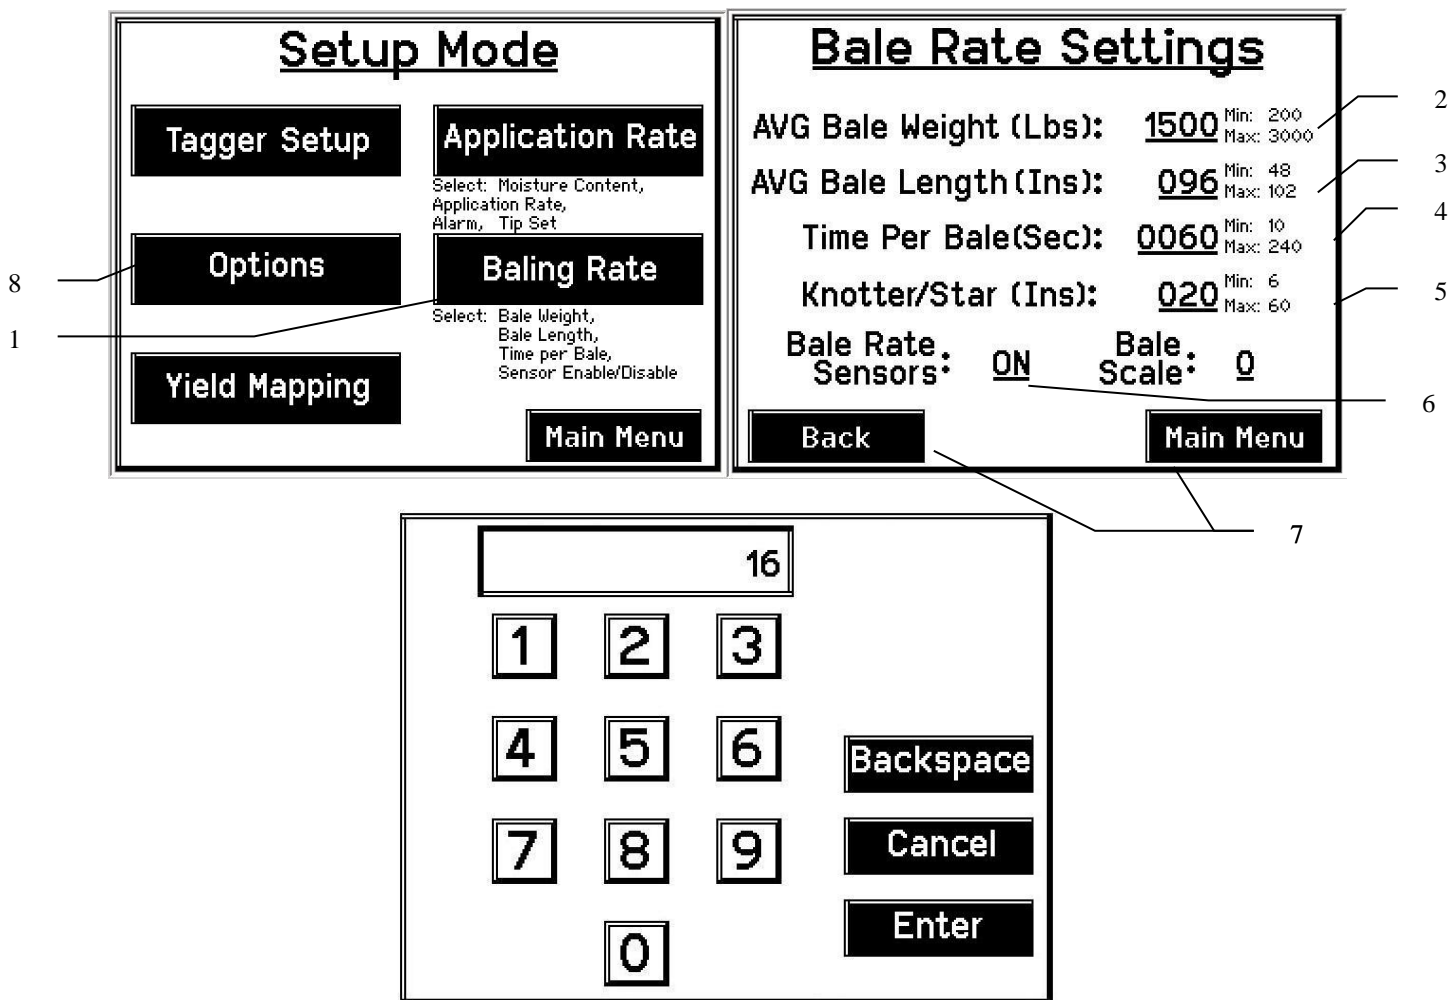 Setup Mode
Tagger Setup
Application Rate
Select: Moisture Content,
Application Rate,
Alarm, Tip Set
Options
Baling Rate
Select: Bale Weight,
Bale Length,
Time per Bale,
Sensor Enable/Disable
Yield Mapping
Main Menu
8
1
Bale Rate Settings
AVG Bale Weight (Lbs): 1500 Min: 200
Max: 3000
AVG Bale Length (Ins): 096 Min: 48
Max: 102
Time Per Bale(Sec): 0060 Min: 10
Max: 240
Knotter/Star (Ins): 020 Min: 6
Max: 60
Bale Rate
Sensors: ON
Bale
Scale: 0
Back
Main Menu
2
3
4
5
6
7
16
1 2 3
4 5 6
Backspace
7 8 9
Cancel
Enter
0